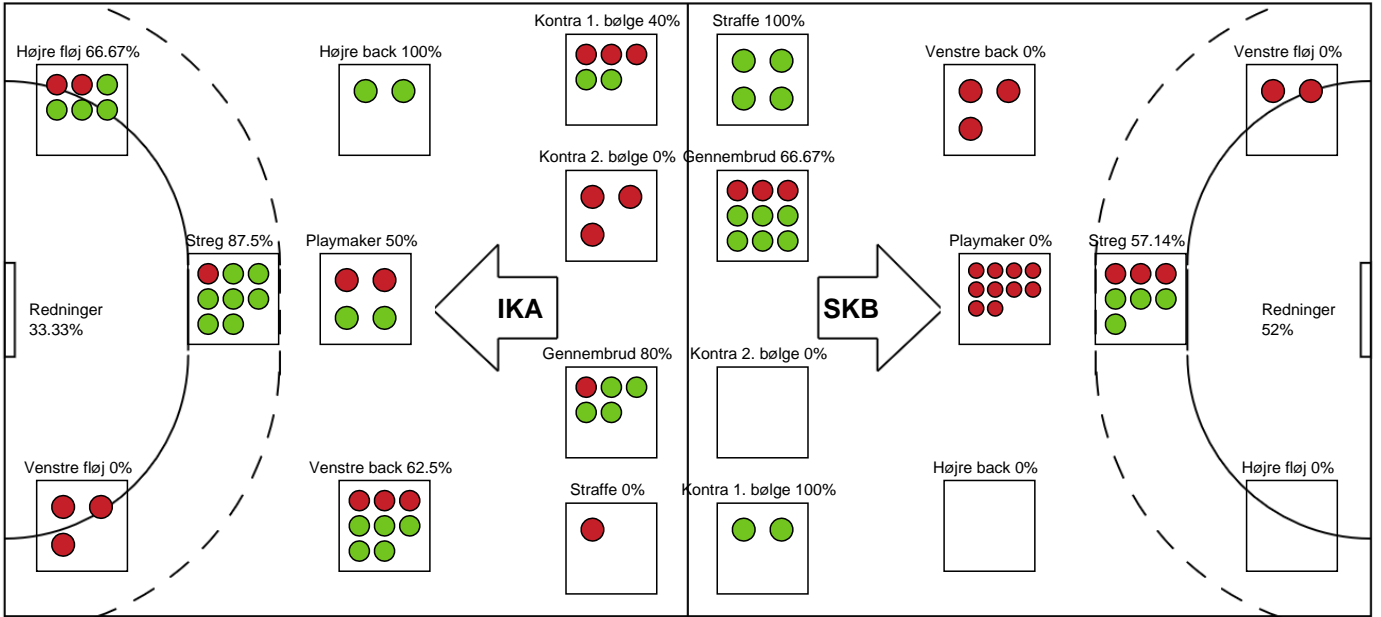 Kontra 1. bølge 40%
Straffe 100%
Højre fløj 66.67%
Højre back 100%
Venstre back 0%
Venstre fløj 0%
Kontra 2. bølge 0%
Gennembrud 66.67%
Streg 87.5%
Playmaker 50%
Playmaker 0%
Streg 57.14%
Redninger
33.33%
IKA
SKB
Redninger
52%
Gennembrud 80%
Kontra 2. bølge 0%
Venstre fløj 0%
Venstre back 62.5%
Højre back 0%
Højre fløj 0%
Straffe 0%
Kontra 1. bølge 100%